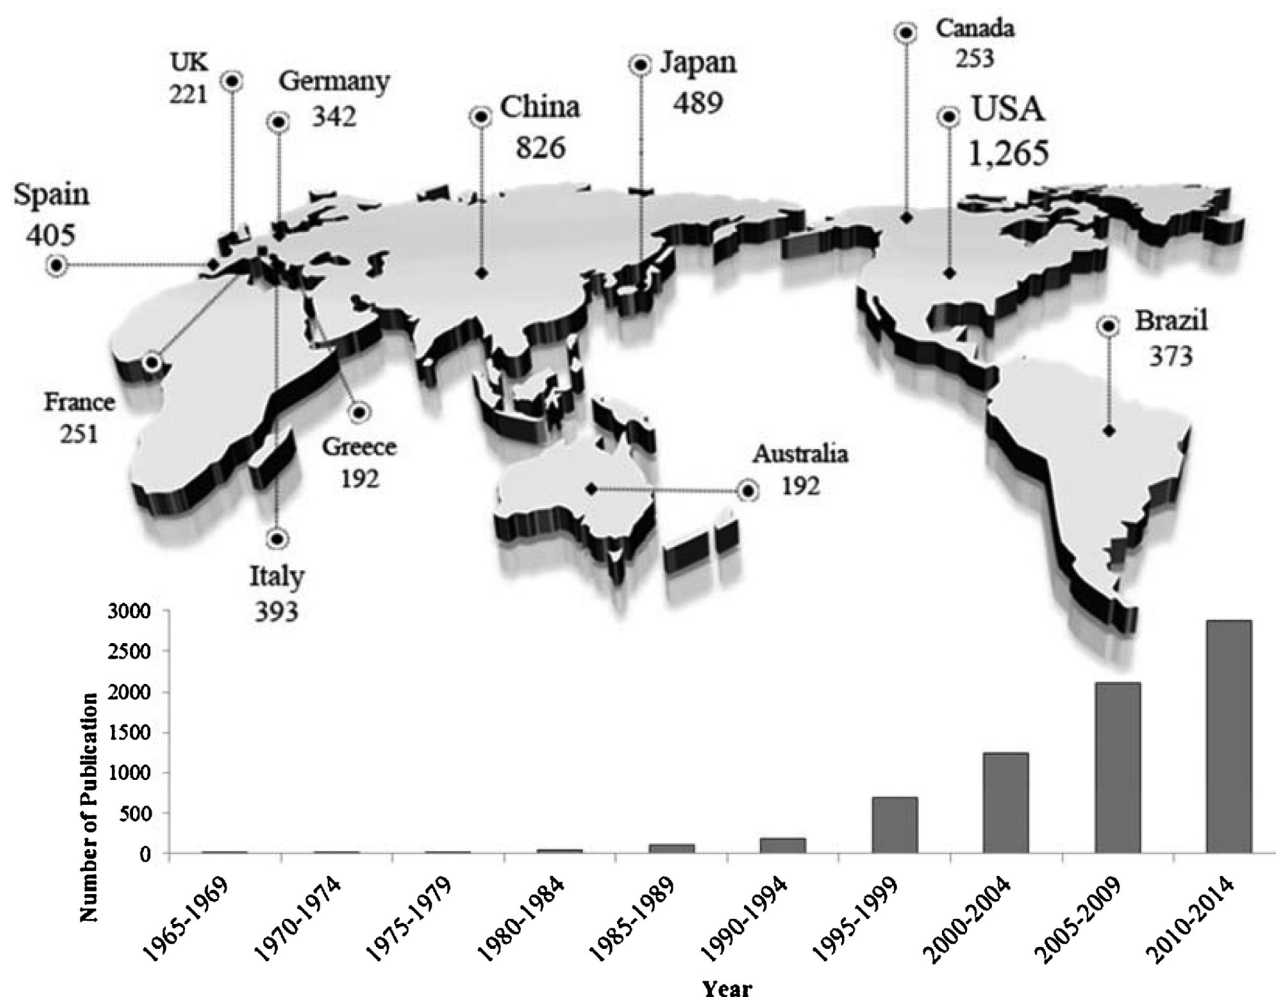 Canada
253
UK
221
Germany
342
Japan
489
China
826
USA
1,265
Spain
405
Brazil
373
France
251
Greece
192
Australia
192
Italy
393
Number of Publication
3000
2500
2000
1500
1000
500
0
1965-1969
1970-1974
1975-1979
1980-1984
1985-1989
1990-1994
1995-1999
2000-2004
2005-2009
2010-2014
Year